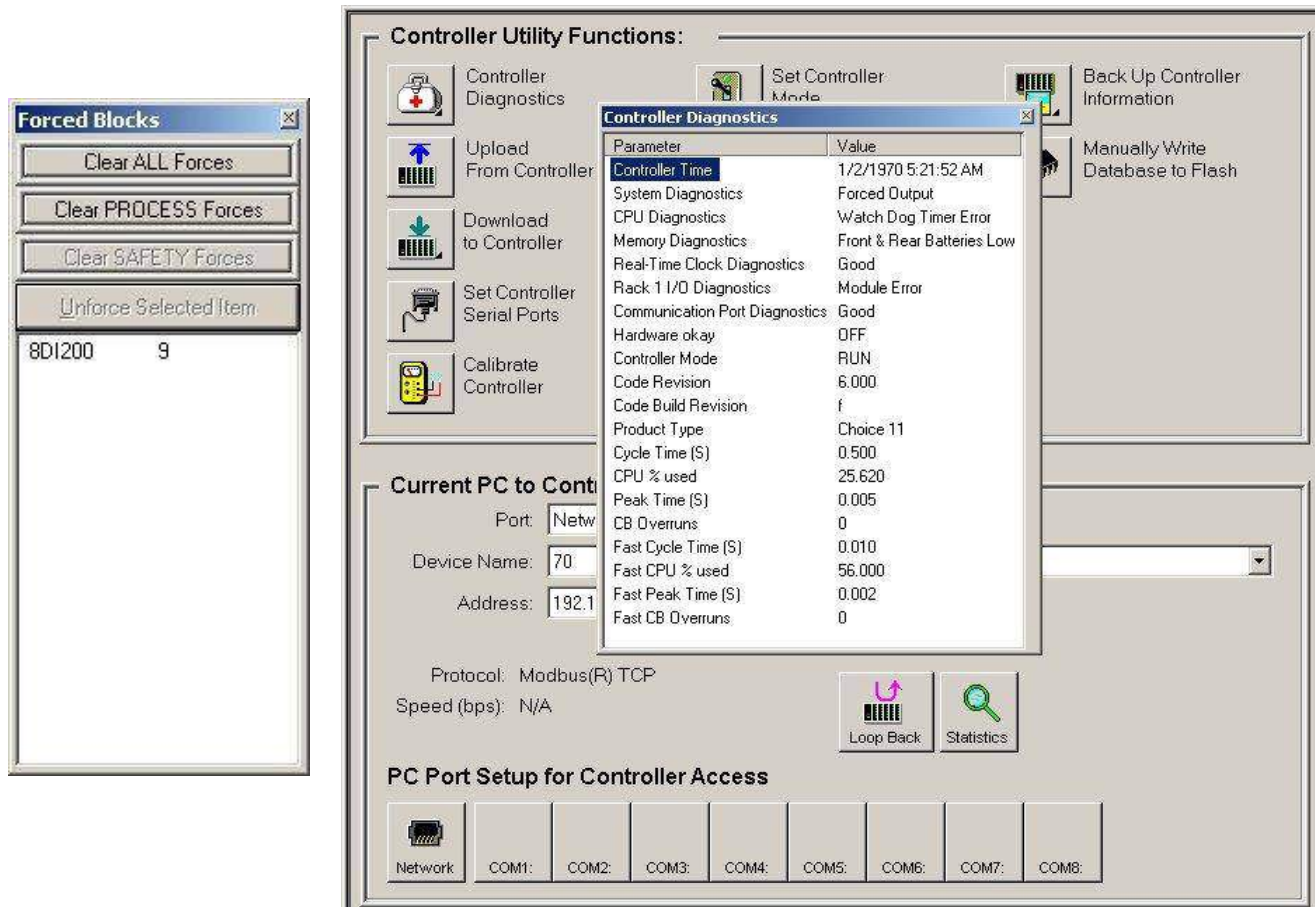 Forced Blocks
Clear ALL Forces
Clear PROCESS Forces
Clear SAFETY Forces
Unforce Selected Item
8DI200 9
Controller Utility Functions:
Controller
Diagnostics
Set Controller
Mode
Back Up Controller
Information
Upload
From Controller
Manually Write
Database to Flash
Download
to Controller
Set Controller
Serial Ports
Calibrate
Controller
Controller Diagnostics
Parameter Value
Controller Time 1/2/1970 5:21:52 AM
System Diagnostics Forced Output
CPU Diagnostics Watch Dog Timer Error
Memory Diagnostics Front & Rear Batteries Low
Real-Time Clock Diagnostics Good
Rack 1 I/O Diagnostics Module Error
Communication Port Diagnostics Good
Hardware okay OFF
Controller Mode RUN
Code Revision 6.000
Code Build Revision f
Product Type Choice 11
Cycle Time (S) 0.500
CPU % used 25.620
Peak Time (S) 0.005
CB Overruns 0
Fast Cycle Time (S) 0.010
Fast CPU % used 56.000
Fast Peak Time (S) 0.002
Fast CB Overruns 0
Current PC to Cont
Port: Netw
Device Name: 70
Address: 192.1
Protocol: Modbus(R) TCP
Speed (bps): N/A
Loop Back
Statistics
PC Port Setup for Controller Access
Network COM1: COM2: COM3: COM4: COM5: COM6: COM7: COM8: